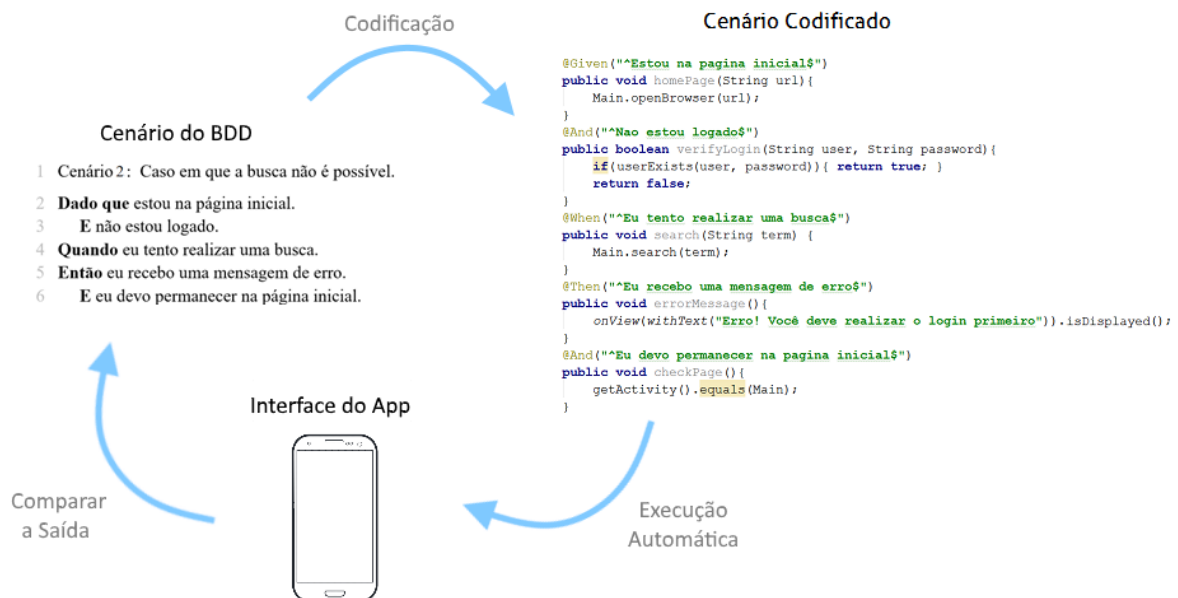 Codificação
Cenário Codificado
Cenário do BDD
1 Cenário 2: Caso em que a busca não é possível.
2 Dado que estou na página inicial.
3 E não estou logado.
4 Quando eu tento realizar uma busca.
5 Então eu recebo uma mensagem de erro.
6 E eu devo permanecer na página inicial.
@Given("^Estou na pagina inicial$")
public void homePage(String url){
Main.openBrowser(url);
}
@And("^Nao estou logado$")
public boolean verifyLogin(String user, String password){
if(userExists(user, password)){ return true; }
return false;
}
@When("^Eu tento realizar uma busca$")
public void search(String term) {
Main.search(term);
}
@Then("^Eu recebo uma mensagem de erro$")
public void errorMessage(){
onView(withText("Erro! Você deve realizar o login primeiro")).isDisplayed();
}
@And("^Eu devo permanecer na pagina inicial$")
public void checkPage(){
getActivity().equals(Main);
}
Interface do App
Comparar
a Saída
Execução
Automática